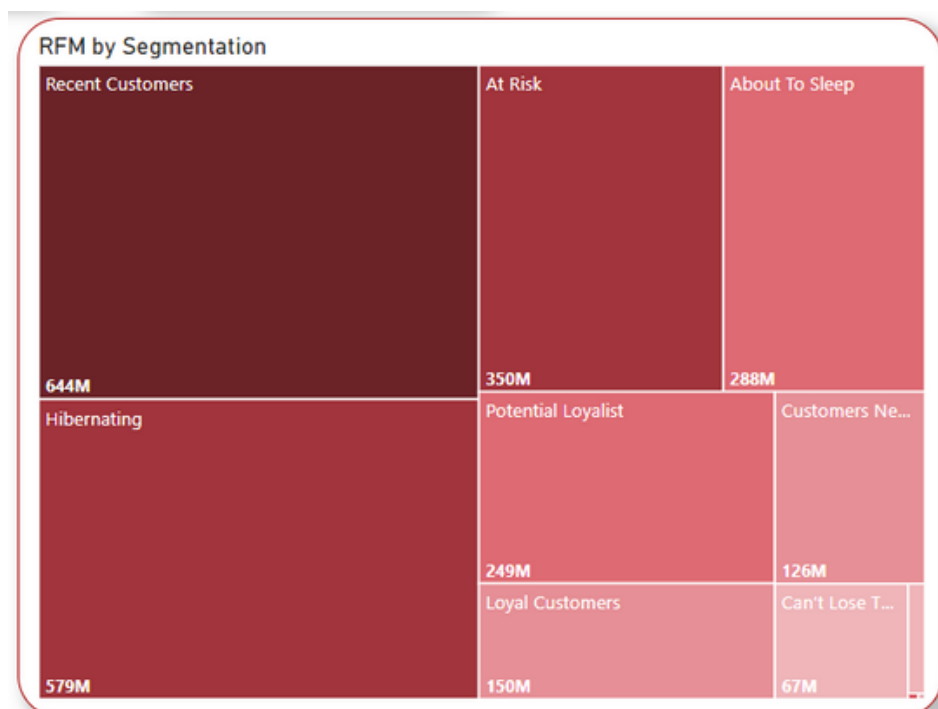 RFM by Segmentation
Recent Customers
644M
Hibernating
579M
At Risk
350M
About To Sleep
288M
Potential Loyalist
249M
Customers Ne...
126M
Loyal Customers
150M
Can't Lose T...
67M